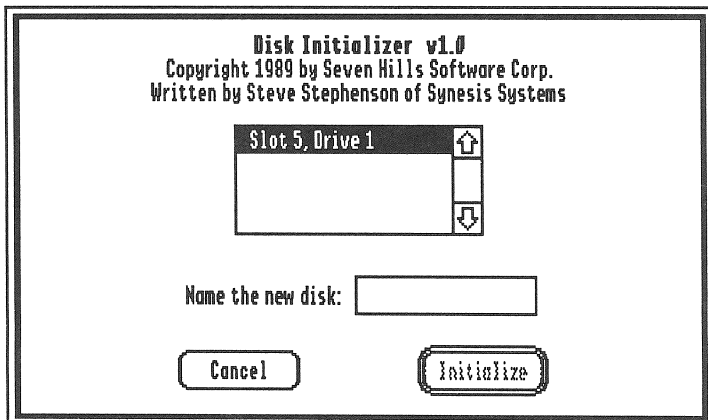 Disk Initializer v1.0
Copyright 1989 by Seven Hills Software Corp.
Written by Steve Stephenson of Synesis Systems
Slot 5, Drive 1
Name the new disk:
Cancel
Initialize